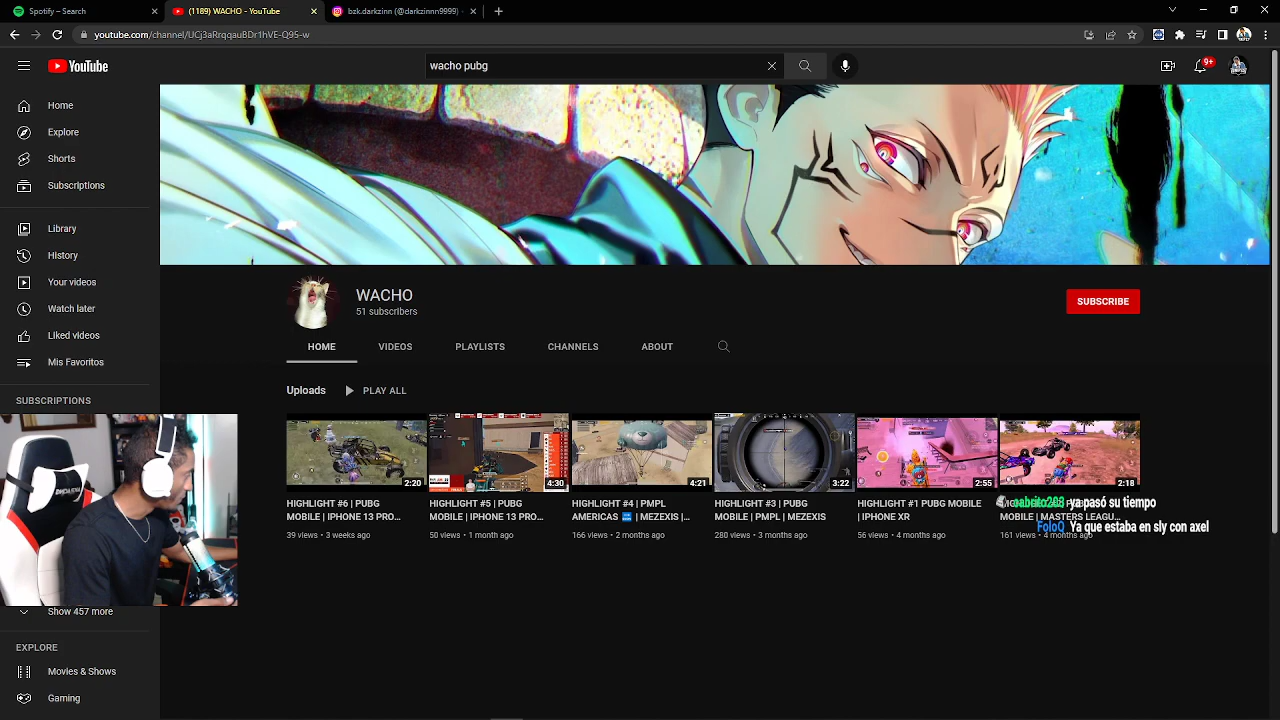 Spotify – Search
(1189) WACHO - YouTube
bzk.darkzinn (@darkzinnn9999) ·
youtube.com/channel/UCj3aRrqqauBDr1hVE-Q95-w
YouTube
wacho pubg
9+
Home
Explore
Shorts
Subscriptions
Library
History
Your videos
Watch later
Liked videos
Mis Favoritos
SUBSCRIPTIONS
Show 457 more
EXPLORE
Movies & Shows
Gaming
WACHO
51 subscribers
SUBSCRIBE
HOME
VIDEOS
PLAYLISTS
CHANNELS
ABOUT
Uploads
PLAY ALL
2:20
4:30
4:21
3:22
2:55
2:18
HIGHLIGHT #6 | PUBG
MOBILE | IPHONE 13 PRO...
39 views • 3 weeks ago
HIGHLIGHT #5 | PUBG
MOBILE | IPHONE 13 PRO...
50 views • 1 month ago
HIGHLIGHT #4 | PMPL
AMERICAS | MEZEXIS |...
166 views • 2 months ago
HIGHLIGHT #3 | PUBG
MOBILE | PMPL | MEZEXIS
280 views • 3 months ago
HIGHLIGHT #1 PUBG MOBILE
| IPHONE XR
56 views • 4 months ago
MOBILE | MASTERS LEAGU...
161 views • 4 months ago
cabrito203 ya pasó su tiempo
FoloQ Ya que estaba en sly con axel